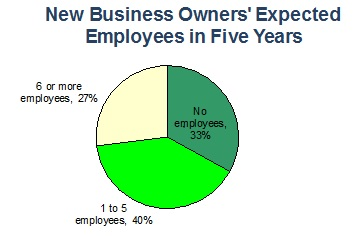 New Business Owners' Expected
Employees in Five Years
6 or more
employees, 27%
No
employees,
33%
1 to 5
employees, 40%